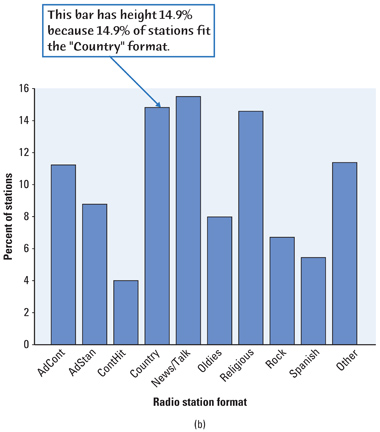 This bar has height 14.9%
because 14.9% of stations fit
the "Country" format.
Percent of stations
16
14
12
10
8
6
4
2
0
AdCont
AdStan
ContHit
Country
News/Talk
Oldies
Religious
Rock
Spanish
Other
Radio station format
(b)